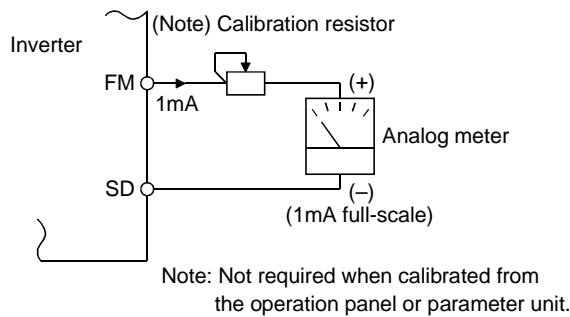 (Note) Calibration resistor
Inverter
FM
1mA
(+)
Analog meter
SD
(–)
(1mA full-scale)
Note: Not required when calibrated from
the operation panel or parameter unit.